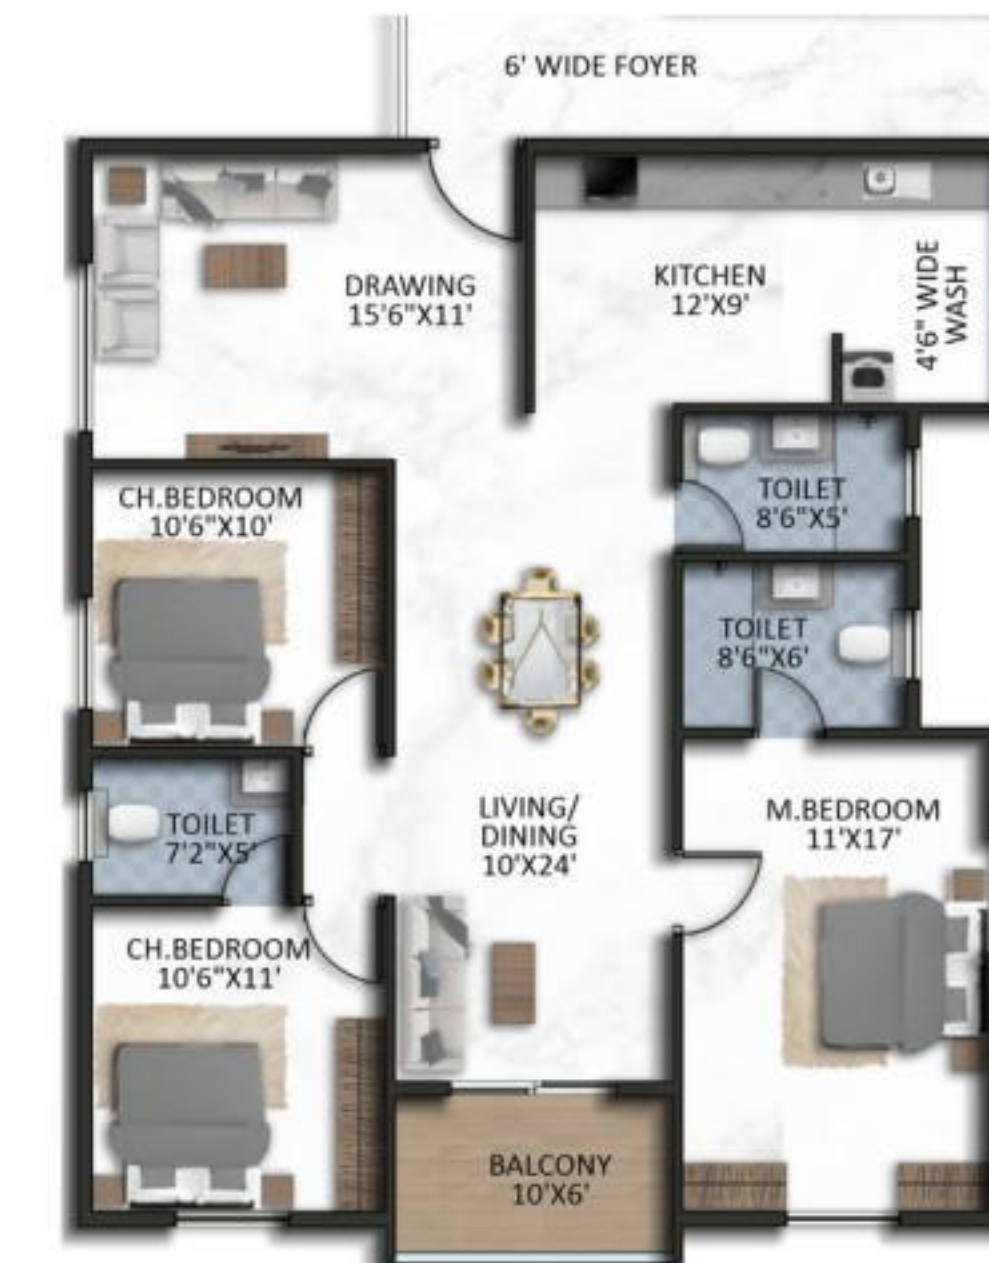 6' WIDE FOYER
DRAWING
15'6"X11'
KITCHEN
12'X9'
4'6" WIDE
WASH
CH.BEDROOM
10'6"X10'
TOILET
8'6"X5'
TOILET
8'6"X6'
TOILET
7'2"X5'
LIVING/
DINING
10'X24'
M.BEDROOM
11'X17'
CH.BEDROOM
10'6"X11'
BALCONY
10'X6'